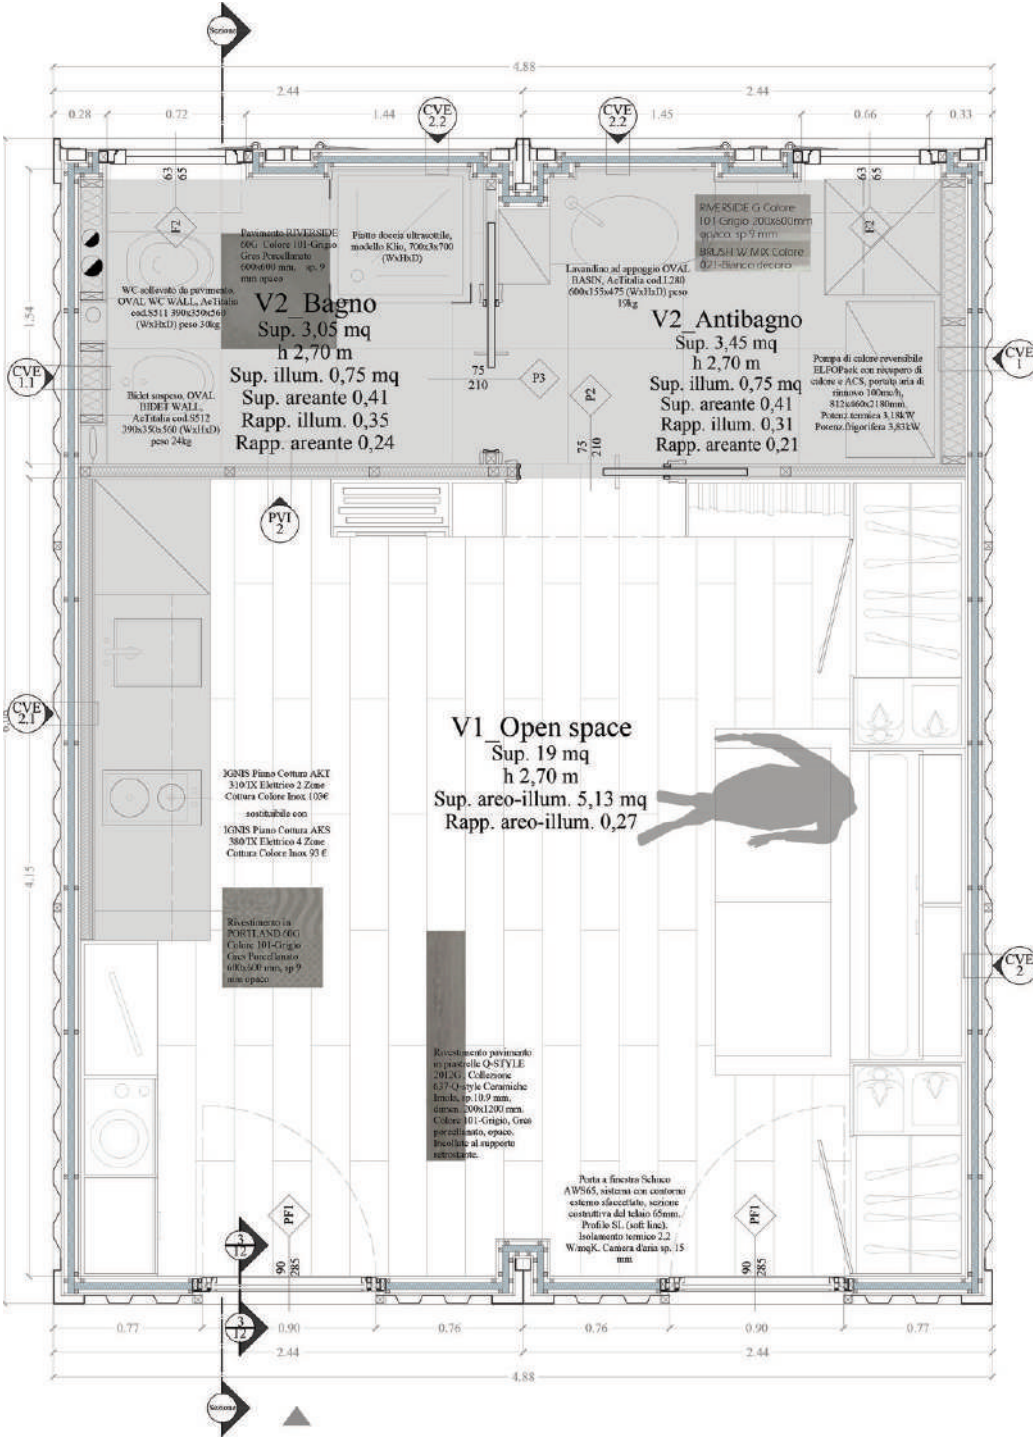 Sezione
4.88
2.44
2.44
0.28
0.72
1.44
1.45
0.66
0.33
CVE
2.2
CVE
2.2
63
65
63
65
F2
F2
Pavimento RIVERSIDE
60G Colore 101-Grigio
Gres Porcellanato
600x600 mm, sp. 9
mm opaco
Piatto doccia ultrasottile,
modello Klio, 700x3x700
(WxHxD)
RIVERSIDE G Colore
101-Grigio 200x600mm
opaco, sp 9 mm
BRUSH W MIX Colore
021-Bianco decoro
WC sollevato da pavimento,
OVAL WC WALL, AeTitalia
cod.S511 390x350x560
(WxHxD) peso 30kg
Lavandino ad appoggio OVAL
BASIN, AeTitalia cod.L280
600x155x475 (WxHxD) peso
19kg
V2_Bagno
Sup. 3,05 mq
h 2,70 m
Sup. illum. 0,75 mq
Sup. areante 0,41
Rapp. illum. 0,35
Rapp. areante 0,24
V2_Antibagno
Sup. 3,45 mq
h 2,70 m
Sup. illum. 0,75 mq
Sup. areante 0,41
Rapp. illum. 0,31
Rapp. areante 0,21
1.54
CVE
1.1
CVE
1
Bidet sospeso, OVAL
BIDET WALL,
AeTitalia cod.S512
390x350x560 (WxHxD)
peso 24kg
75
210
P3
P2
75
210
Pompa di calore reversibile
ELFOPack con recupero di
calore e ACS, portata aria di
rinnovo 100mc/h,
812x660x2180mm.
Potenz.termica 3,18kW
Potenz.frigorifera 3,83kW
PVI
2
CVE
2.1
V1_Open space
Sup. 19 mq
h 2,70 m
Sup. areo-illum. 5,13 mq
Rapp. areo-illum. 0,27
IGNIS Piano Cottura AKT
310/IX Elettrico 2 Zone
Cottura Colore Inox 103€
sostituibile con
IGNIS Piano Cottura AKS
380/IX Elettrico 4 Zone
Cottura Colore Inox 93 €
4.15
Rivestimento in
PORTLAND 60G
Colore 101-Grigio
Gres Porcellanato
600x600 mm, sp 9
mm opaco
CVE
2
Rivestimento pavimento
in piastrelle Q-STYLE
2012G, Collezione
637-Q-style Ceramiche
Imola, sp.10.9 mm,
dimen. 200x1200 mm.
Colore 101-Grigio, Gres
porcellanato, opaco.
Incollate al supporto
retrostante.
Porta a finestra Schüco
AWS65, sistema con contorno
esterno sfaccettato, sezione
costruttiva del telaio 65mm.
Profilo SL (soft line).
Isolamento termico 2.2
W/mqK. Camera d'aria sp. 15
mm
PF1
PF1
90
285
90
285
3
12
3
12
0.77
0.90
0.76
0.76
0.90
0.77
2.44
2.44
4.88
Sezione